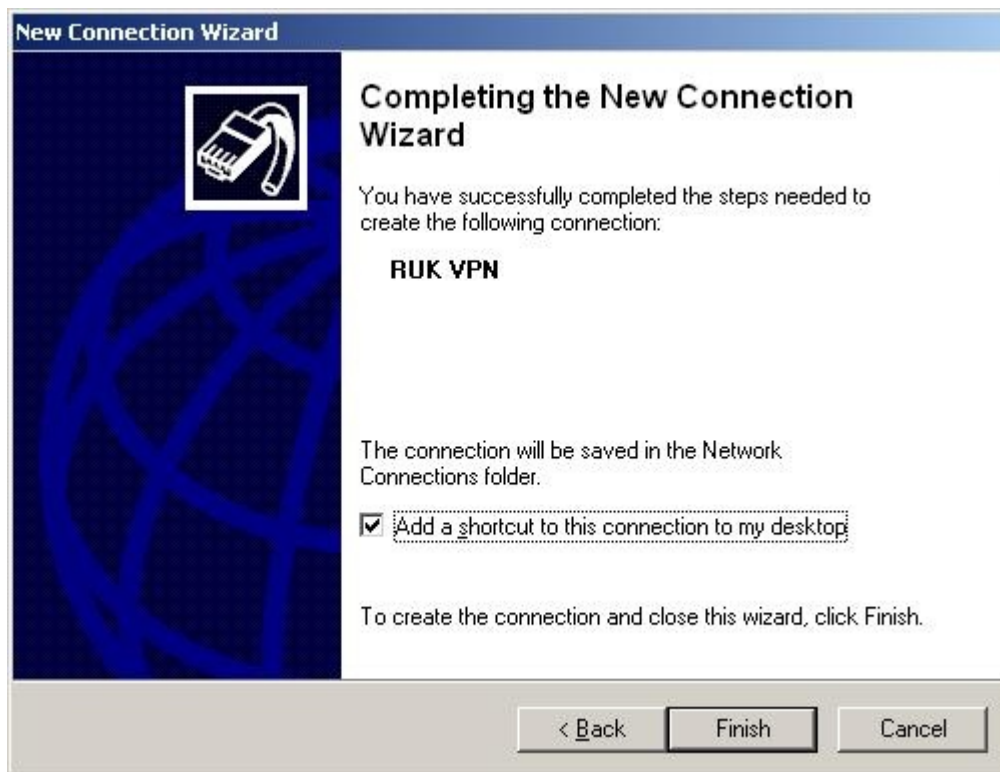 New Connection Wizard
Completing the New Connection
Wizard
You have successfully completed the steps needed to
create the following connection:
RUK VPN
The connection will be saved in the Network
Connections folder.
Add a shortcut to this connection to my desktop
To create the connection and close this wizard, click Finish.
< Back Finish Cancel